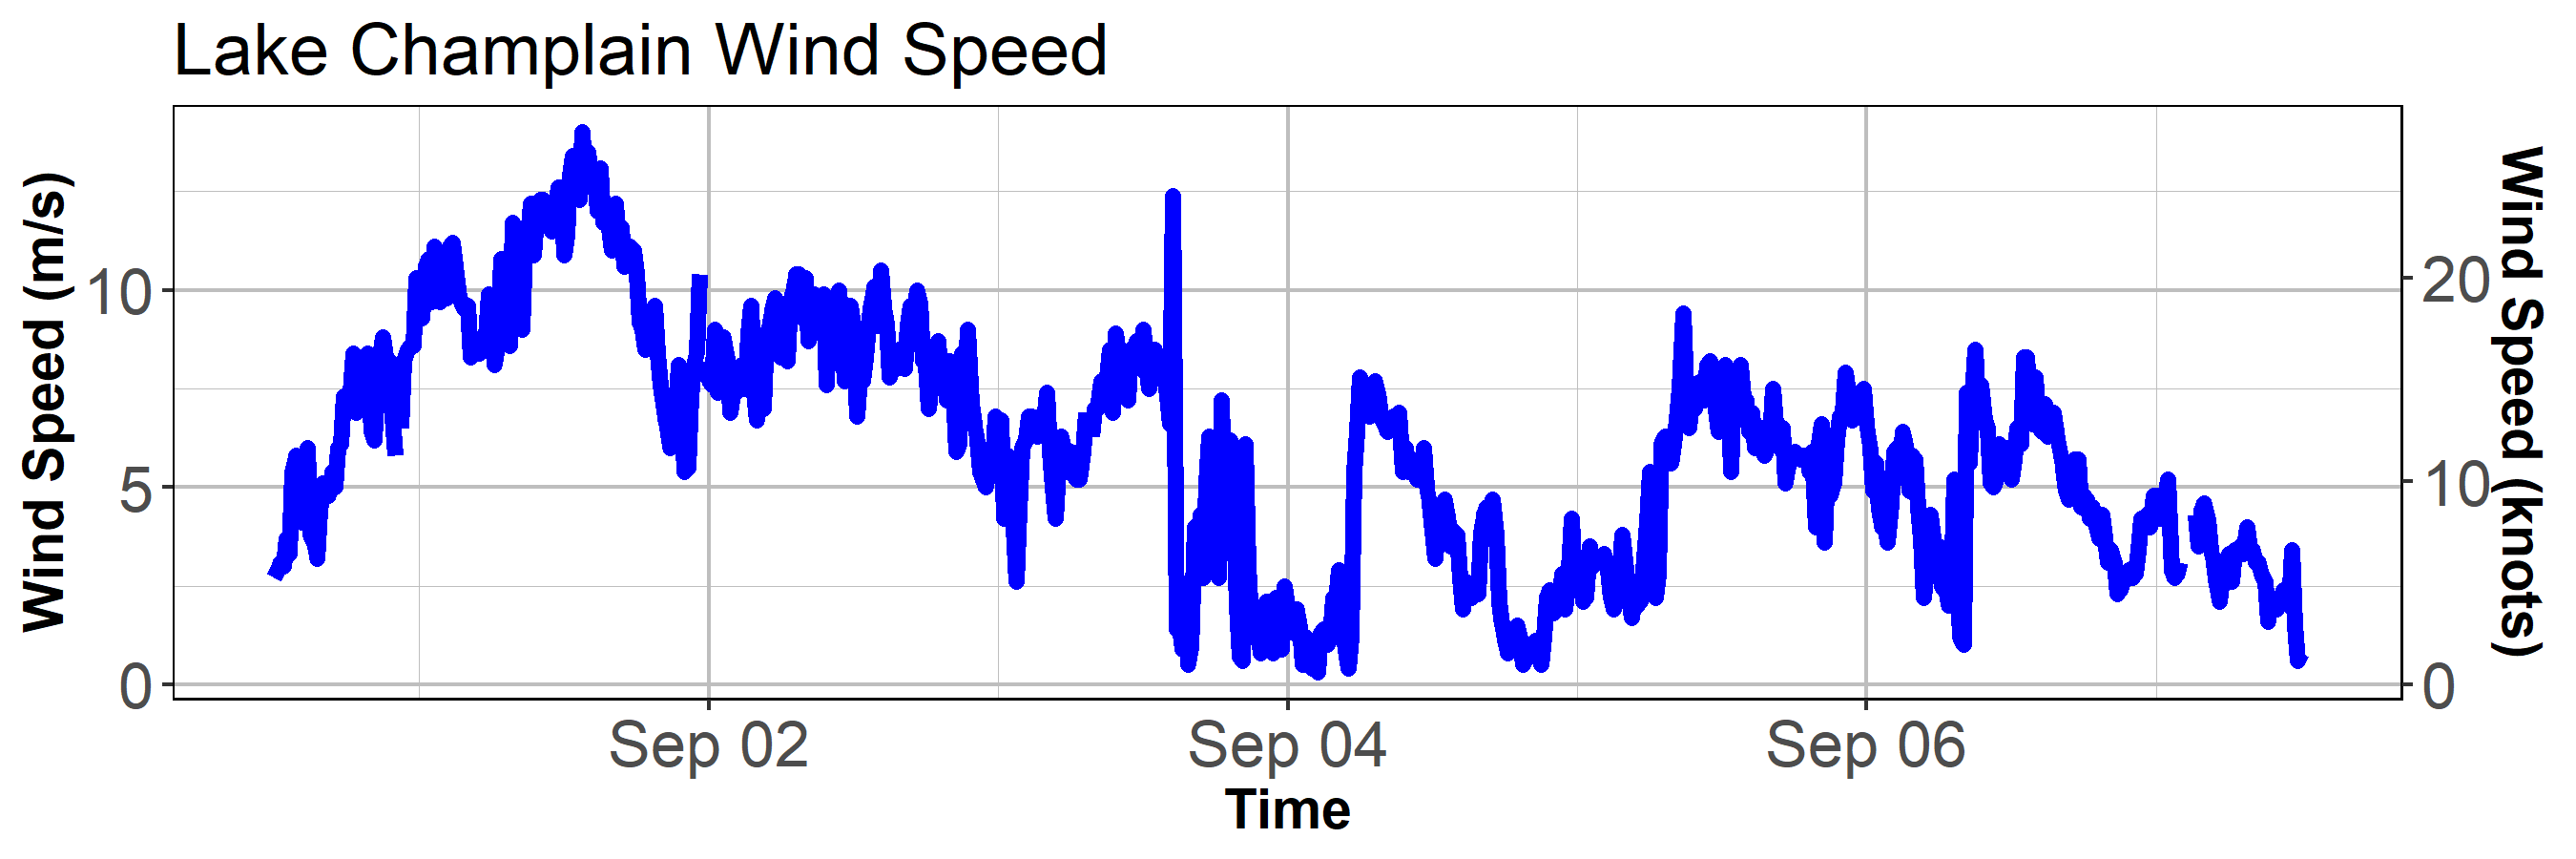 Lake Champlain Wind Speed
Wind Speed (m/s)
10
5
0
20
10
0
Wind Speed (knots)
Sep 02
Sep 04
Sep 06
Time